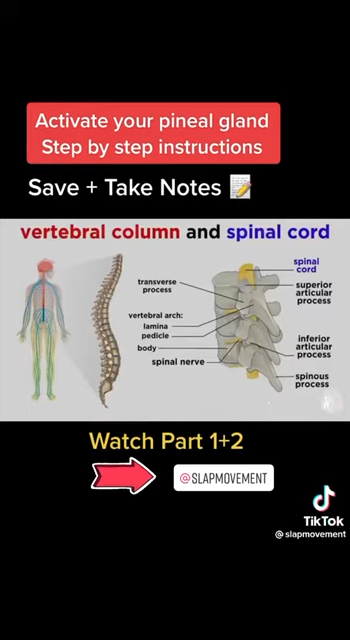 Activate your pineal gland
Step by step instructions
Save + Take Notes 📝
vertebral column and spinal cord
spinal
cord
transverse
process
superior
articular
process
vertebral arch:
lamina
pedicle
body
spinal nerve
inferior
articular
process
spinous
process
Watch Part 1+2
@SLAPMOVEMENT
TikTok
@ slapmovement